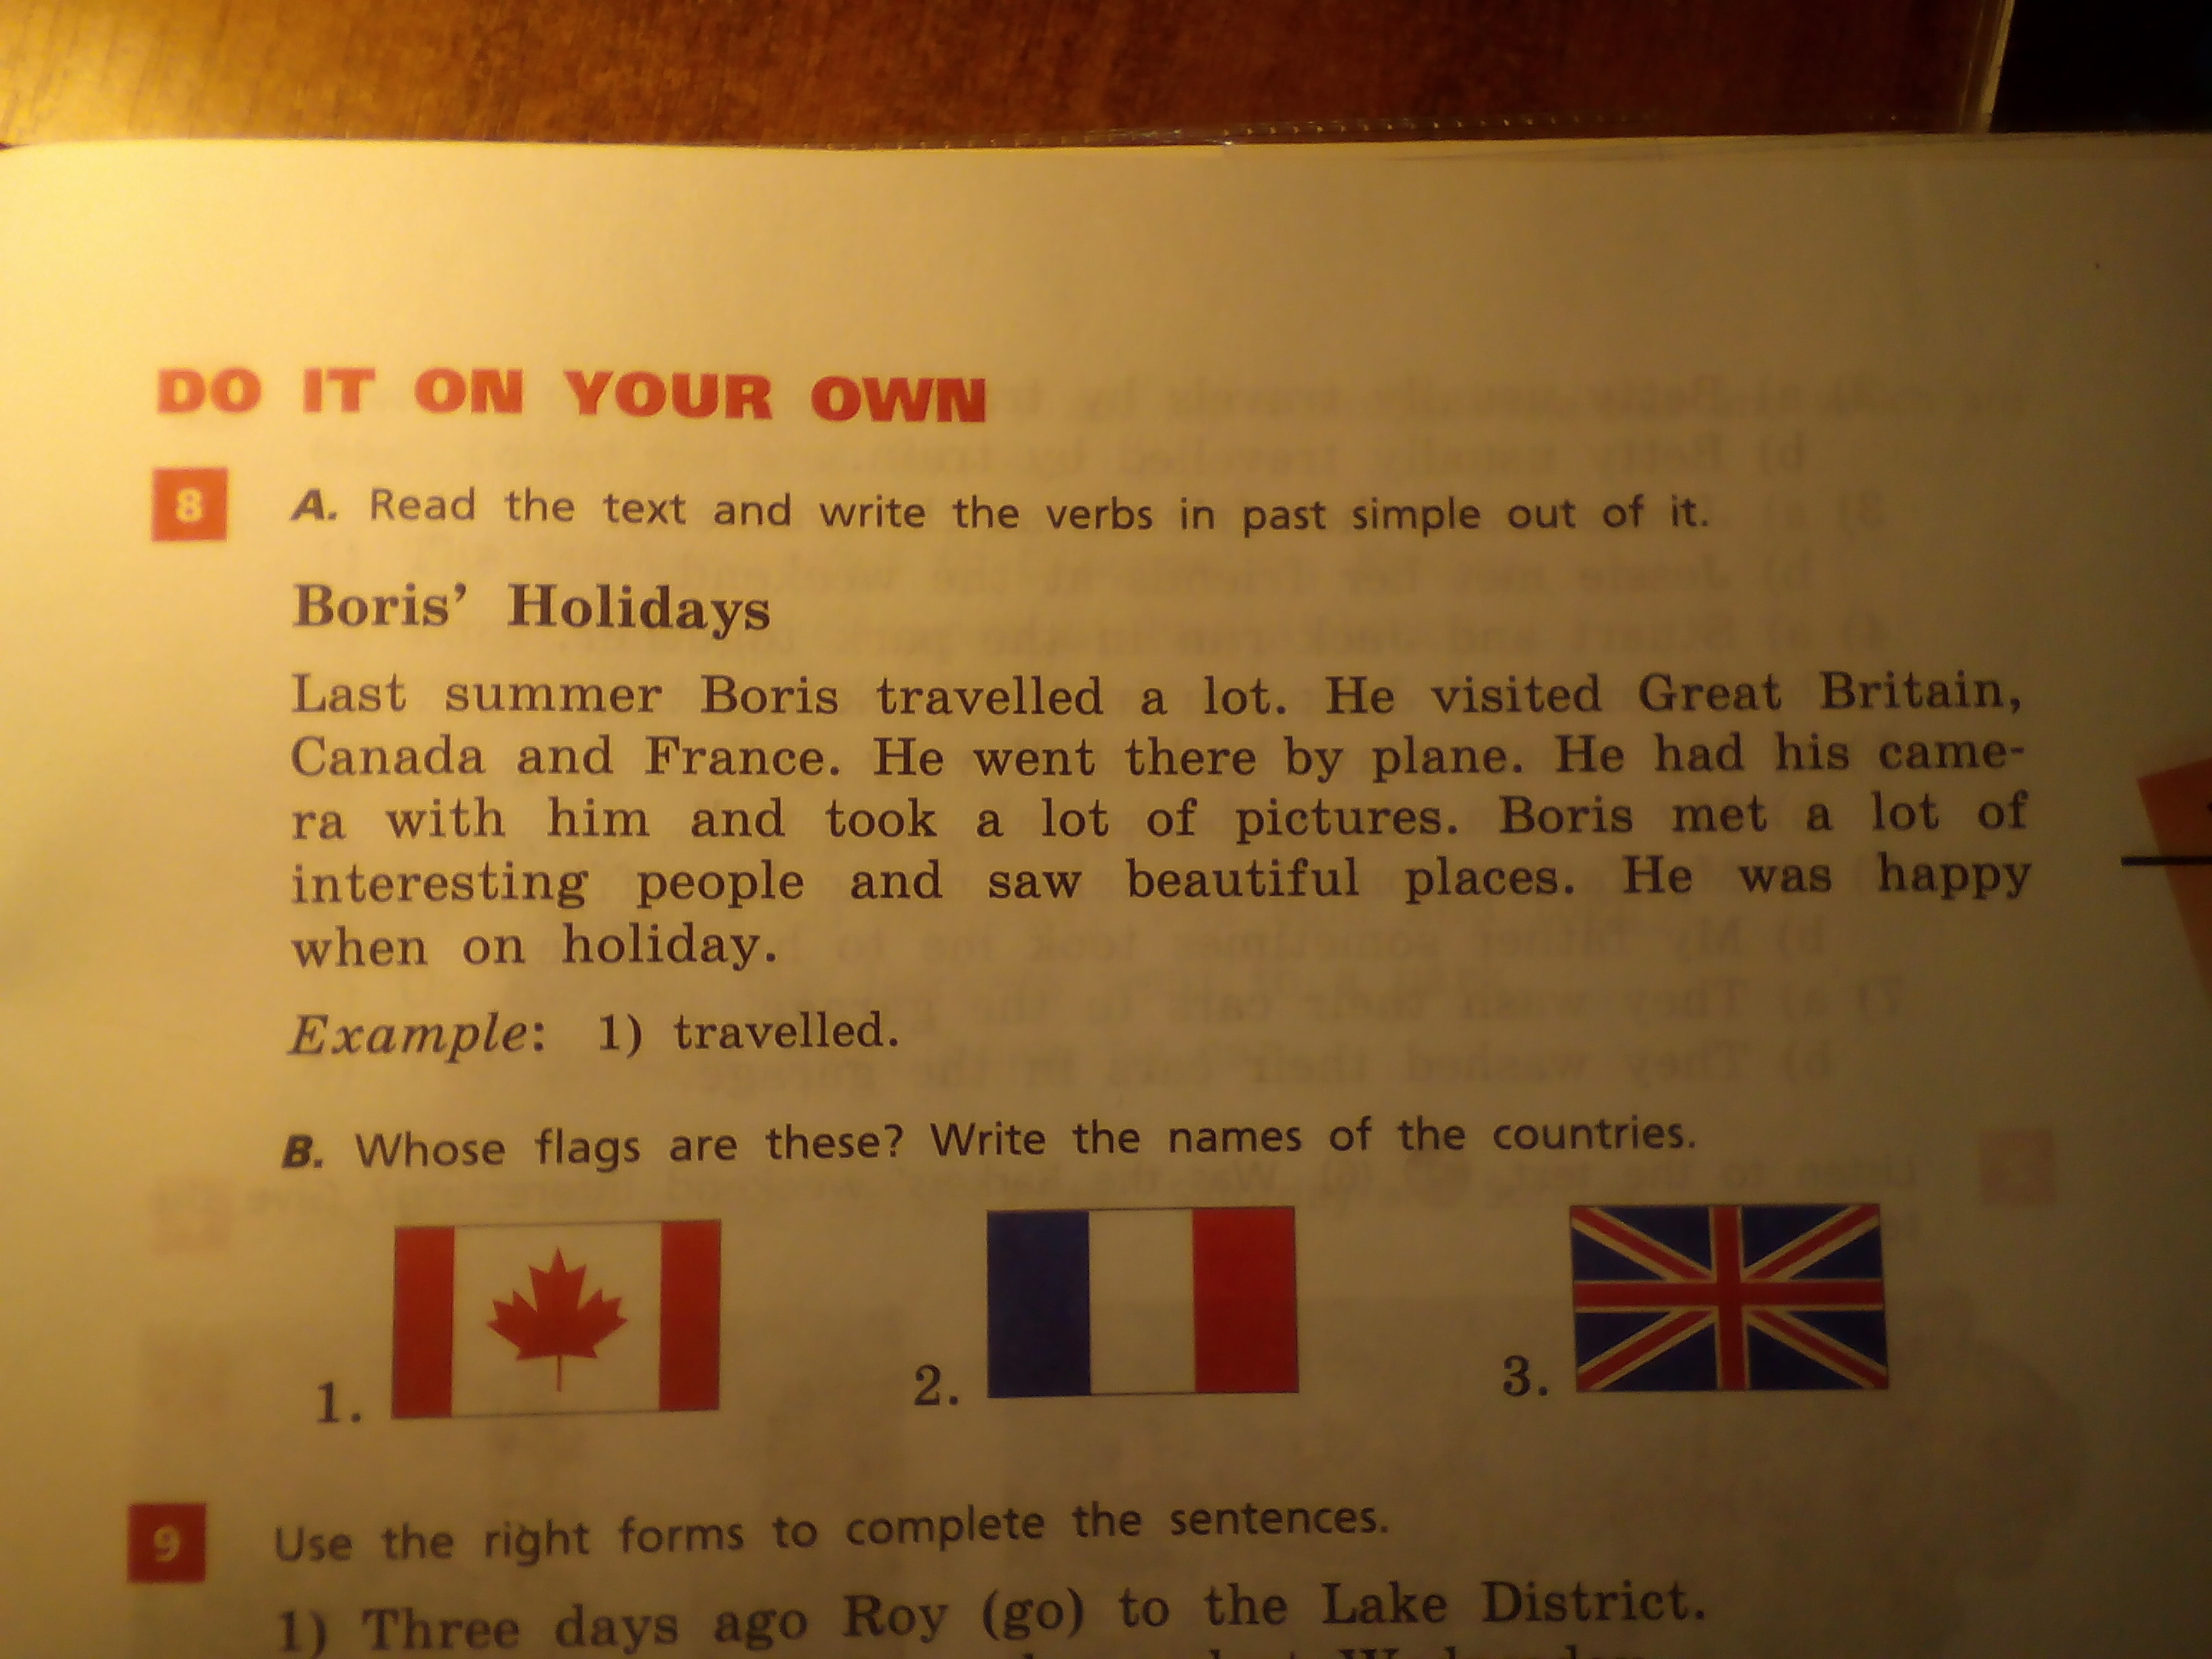 DO IT ON YOUR OWN
8 A. Read the text and write the verbs in past simple out of it.
Boris' Holidays
Last summer Boris travelled a lot. He visited Great Britain,
Canada and France. He went there by plane. He had his came-
ra with him and took a lot of pictures. Boris met a lot of
interesting people and saw beautiful places. He was happy
when on holiday.
Example: 1) travelled.
B. Whose flags are these? Write the names of the countries.
1. 2. 3.
9 Use the right forms to complete the sentences.
1) Three days ago Roy (go) to the Lake District.